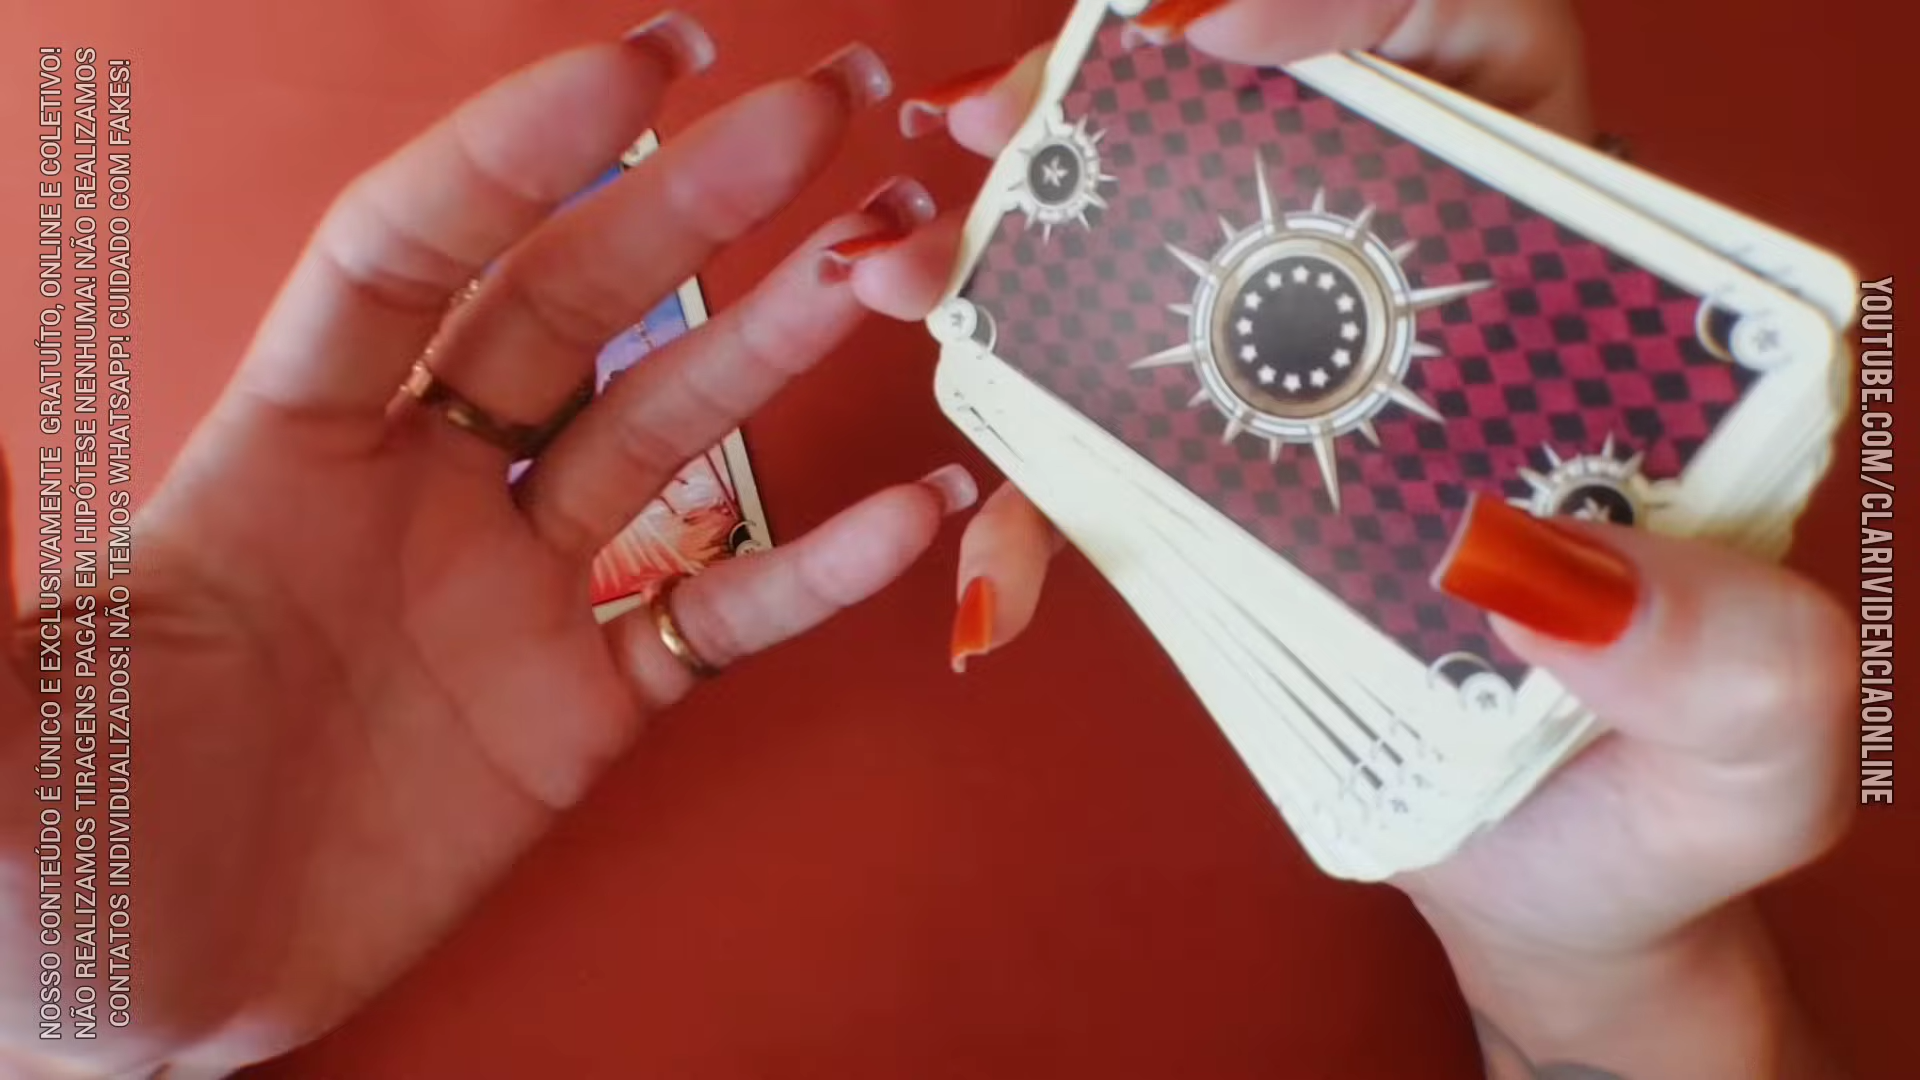 NOSSO CONTEÚDO É ÚNICO E EXCLUSIVAMENTE GRATUÍTO, ONLINE E COLETIVO!
NÃO REALIZAMOS TIRAGENS PAGAS EM HIPÓTESE NENHUMA! NÃO REALIZAMOS
CONTATOS INDIVIDUALIZADOS! NÃO TEMOS WHATSAPP! CUIDADO COM FAKES!
YOUTUBE.COM/CLARIVIDENCIAONLINE